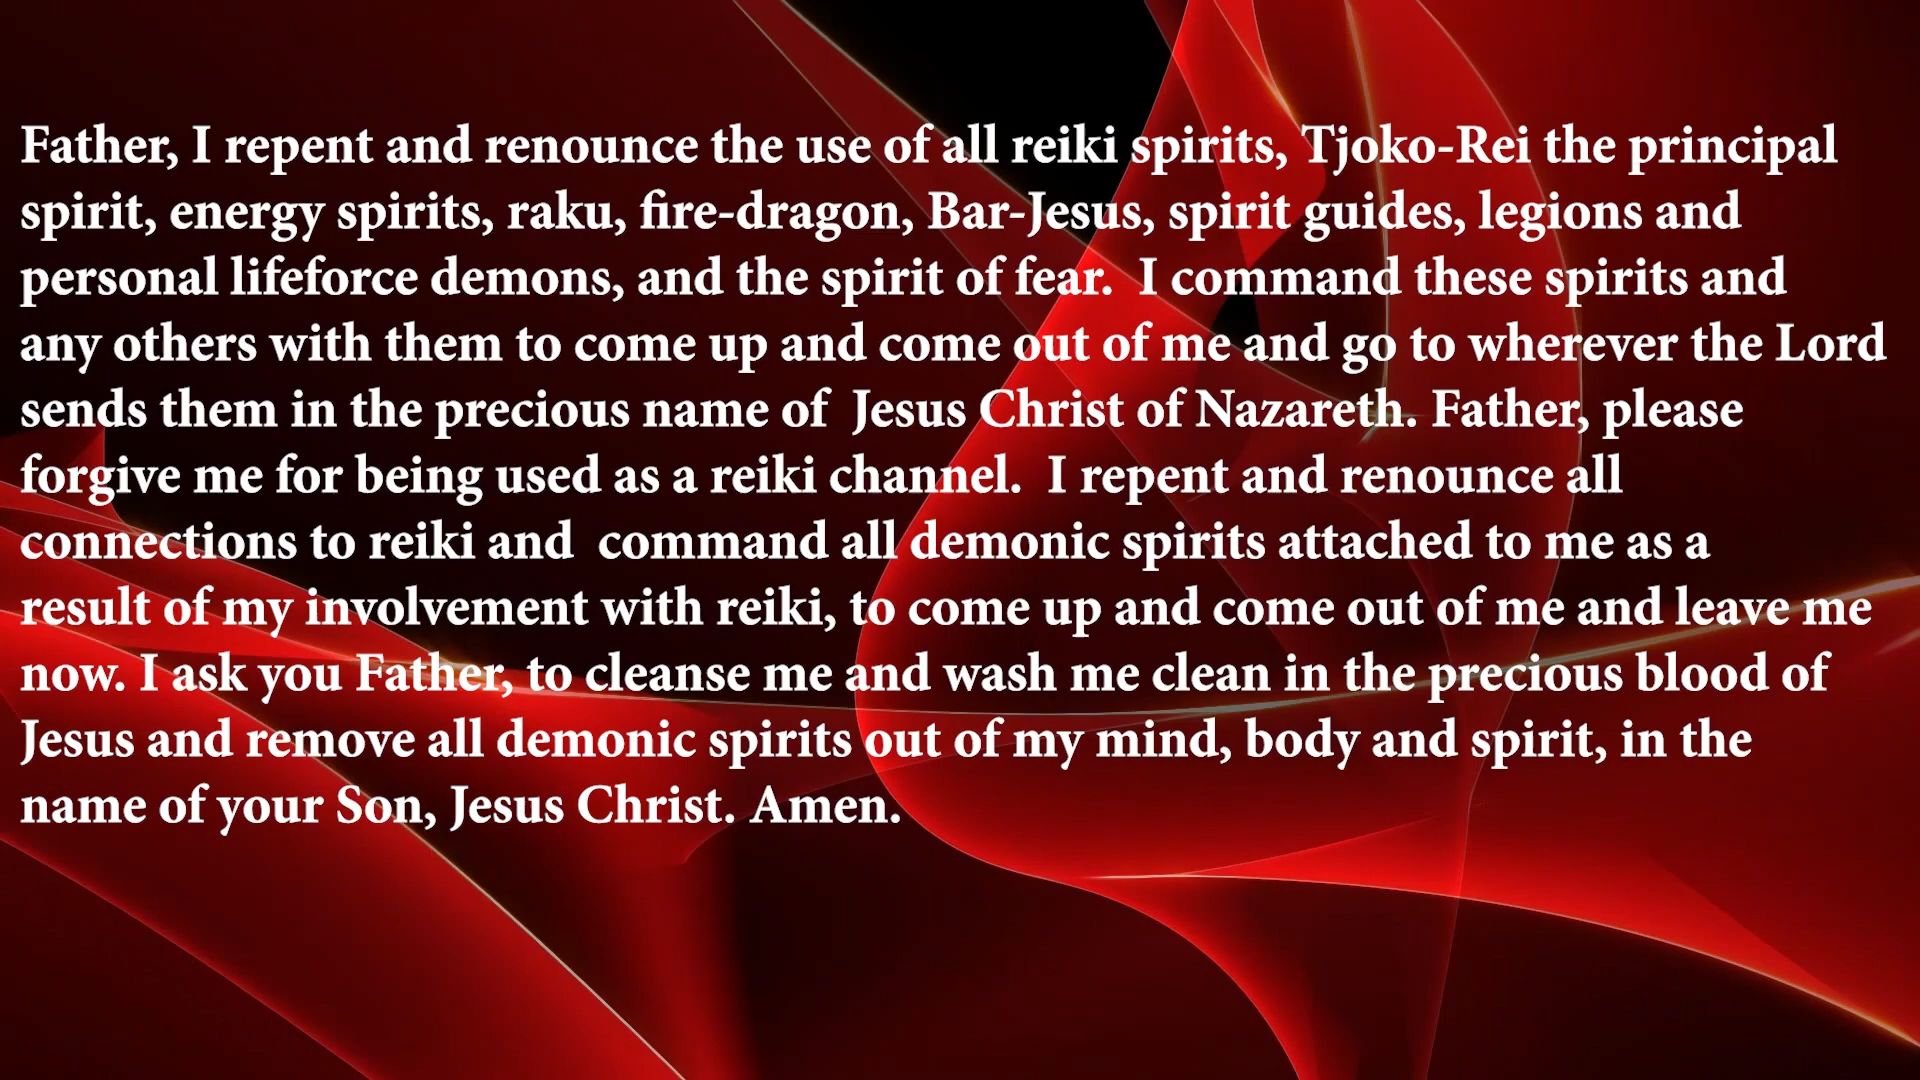 Father, I repent and renounce the use of all reiki spirits, Tjoko-Rei the principal
spirit, energy spirits, raku, fire-dragon, Bar-Jesus, spirit guides, legions and
personal lifeforce demons, and the spirit of fear.  I command these spirits and
any others with them to come up and come out of me and go to wherever the Lord
sends them in the precious name of  Jesus Christ of Nazareth. Father, please
forgive me for being used as a reiki channel.  I repent and renounce all
connections to reiki and  command all demonic spirits attached to me as a
result of my involvement with reiki, to come up and come out of me and leave me
now. I ask you Father, to cleanse me and wash me clean in the precious blood of
Jesus and remove all demonic spirits out of my mind, body and spirit, in the
name of your Son, Jesus Christ. Amen.